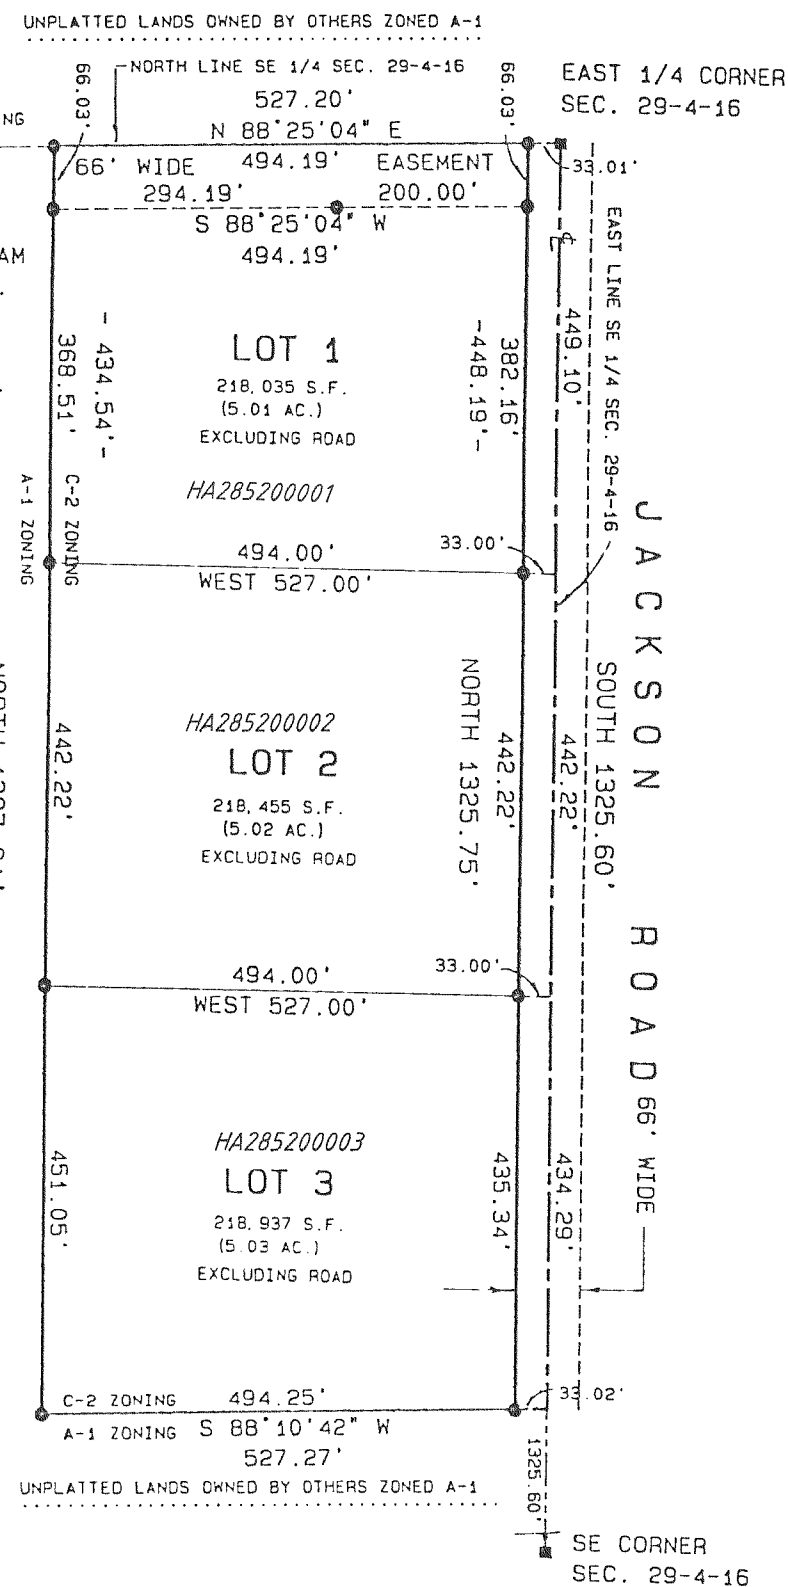 UNPLATTED LANDS OWNED BY OTHERS ZONED A-1
NORTH LINE SE 1/4 SEC. 29-4-16
EAST 1/4 CORNER
SEC. 29-4-16
66.03'
527.20'
66.03'
NG
N 88°25'04" E
66' WIDE 494.19' EASEMENT
33.01'
294.19' 200.00'
S 88°25'04" W
494.19'
AM
EAST LINE SE 1/4 SEC. 29-4-16
449.10'
368.51'
-434.54'-
LOT 1
218,035 S.F.
(5.01 AC.)
EXCLUDING ROAD
382.16'
-448.19'-
HA285200001
A-1 ZONING
C-2 ZONING
494.00'
33.00'
WEST 527.00'
JACKSON ROAD 66' WIDE
442.22'
HA285200002
LOT 2
218,455 S.F.
(5.02 AC.)
EXCLUDING ROAD
NORTH 1325.75'
442.22'
442.22'
SOUTH 1325.60'
494.00'
33.00'
WEST 527.00'
451.05'
HA285200003
LOT 3
218,937 S.F.
(5.03 AC.)
EXCLUDING ROAD
435.34'
434.29'
C-2 ZONING 494.25'
33.02'
A-1 ZONING S 88°10'42" W
527.27'
1325.60'
UNPLATTED LANDS OWNED BY OTHERS ZONED A-1
SE CORNER
SEC. 29-4-16